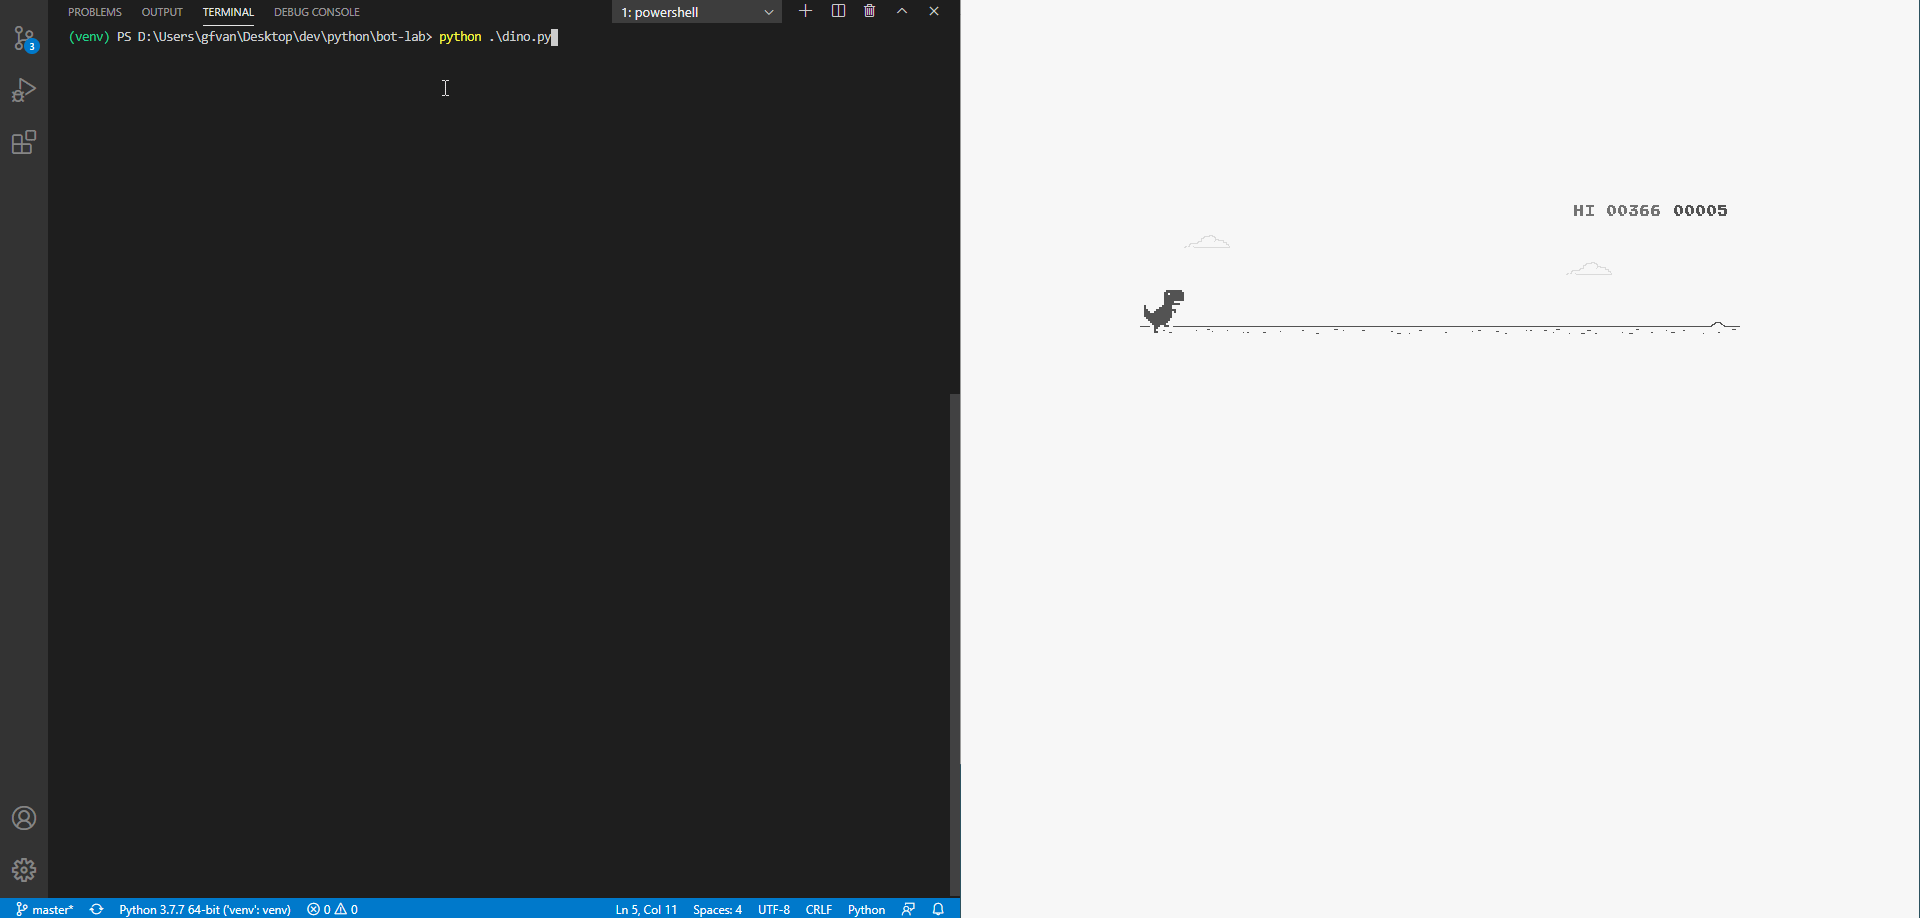 PROBLEMS OUTPUT TERMINAL DEBUG CONSOLE 1: powershell
(venv) PS D:\Users\gfvan\Desktop\dev\python\bot-lab> python .\dino.py
3
HI 00366 00005
master* Python 3.7.7 64-bit ('venv': venv) 0 0 Ln 5, Col 11 Spaces: 4 UTF-8 CRLF Python